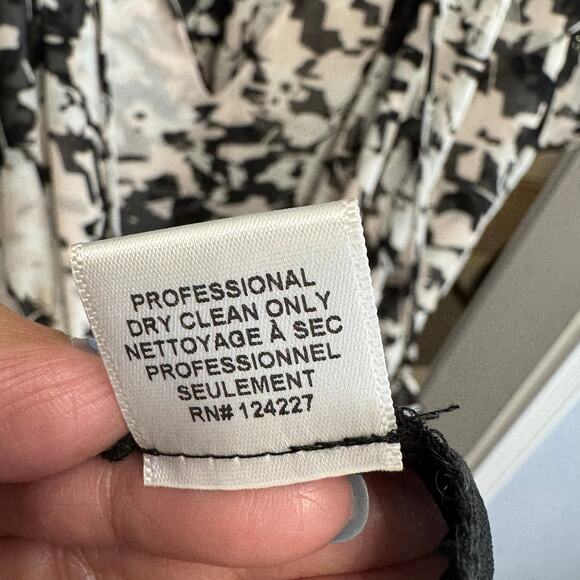 PROFESSIONAL
DRY CLEAN ONLY
NETTOYAGE À SEC
PROFESSIONNEL
SEULEMENT
RN# 124227